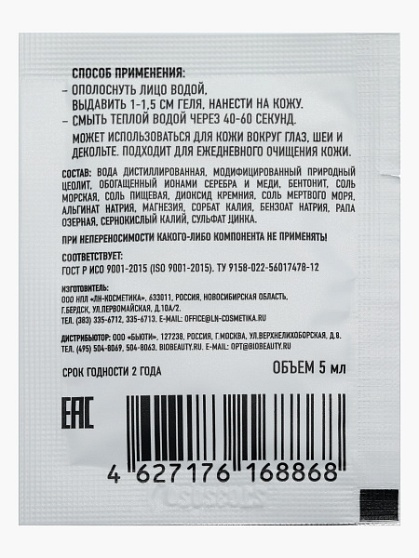 СПОСОБ ПРИМЕНЕНИЯ:
– ОПОЛОСНУТЬ ЛИЦО ВОДОЙ,
ВЫДАВИТЬ 1-1,5 СМ ГЕЛЯ, НАНЕСТИ НА КОЖУ.
– СМЫТЬ ТЕПЛОЙ ВОДОЙ ЧЕРЕЗ 40-60 СЕКУНД.
МОЖЕТ ИСПОЛЬЗОВАТЬСЯ ДЛЯ КОЖИ ВОКРУГ ГЛАЗ, ШЕИ И
ДЕКОЛЬТЕ. ПОДХОДИТ ДЛЯ ЕЖЕДНЕВНОГО ОЧИЩЕНИЯ КОЖИ.
СОСТАВ: ВОДА ДИСТИЛЛИРОВАННАЯ, МОДИФИЦИРОВАННЫЙ ПРИРОДНЫЙ
ЦЕОЛИТ, ОБОГАЩЕННЫЙ ИОНАМИ СЕРЕБРА И МЕДИ, БЕНТОНИТ, СОЛЬ
МОРСКАЯ, СОЛЬ ПИЩЕВАЯ, ДИОКСИД КРЕМНИЯ, СОЛЬ МЕРТВОГО МОРЯ,
АЛЬГИНАТ НАТРИЯ, МАГНЕЗИЯ, СОРБАТ КАЛИЯ, БЕНЗОАТ НАТРИЯ, РАПА
ОЗЕРНАЯ, СЕРНОКИСЛЫЙ КАЛИЙ, СУЛЬФАТ ЦИНКА.
ПРИ НЕПЕРЕНОСИМОСТИ КАКОГО-ЛИБО КОМПОНЕНТА НЕ ПРИМЕНЯТЬ!
ИЗГОТОВЛЕНО В СООТВЕТСТВИИ:
ГОСТ Р ИСО 9001-2015 (ISO 9001-2015). ТУ 9158-022-56017478-12
ИЗГОТОВИТЕЛЬ:
ООО НПЛ «ЛН-КОСМЕТИКА», 633011, РОССИЯ, НОВОСИБИРСКАЯ ОБЛАСТЬ,
Г.БЕРДСК, УЛ.ПЕРВОМАЙСКАЯ, Д.10А/2.
ТЕЛ. (383) 335-6712, 335-6713. E-MAIL: OFFICE@LN-COSMETIKA.COM
ДИСТРИБЬЮТОР: ООО «БЬЮТИ», 127238, РОССИЯ, Г.МОСКВА, УЛ.ВЕРХНЕЛИХОБОРСКАЯ, Д.8.
ТЕЛ. (495) 504-8069, 504-8063. BIOBEAUTY.RU. E-MAIL: OPT@BIOBEAUTY.RU
СРОК ГОДНОСТИ 2 ГОДА
ОБЪЕМ 5 МЛ
EAC
4 627176 168868